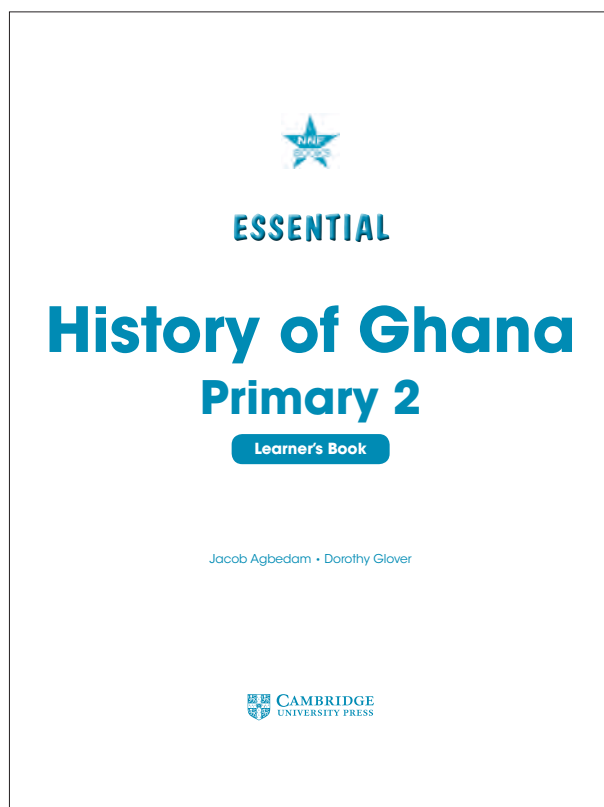 NNF
BOOKS
ESSENTIAL
History of Ghana
Primary 2
Learner's Book
Jacob Agbedam • Dorothy Glover
CAMBRIDGE
UNIVERSITY PRESS